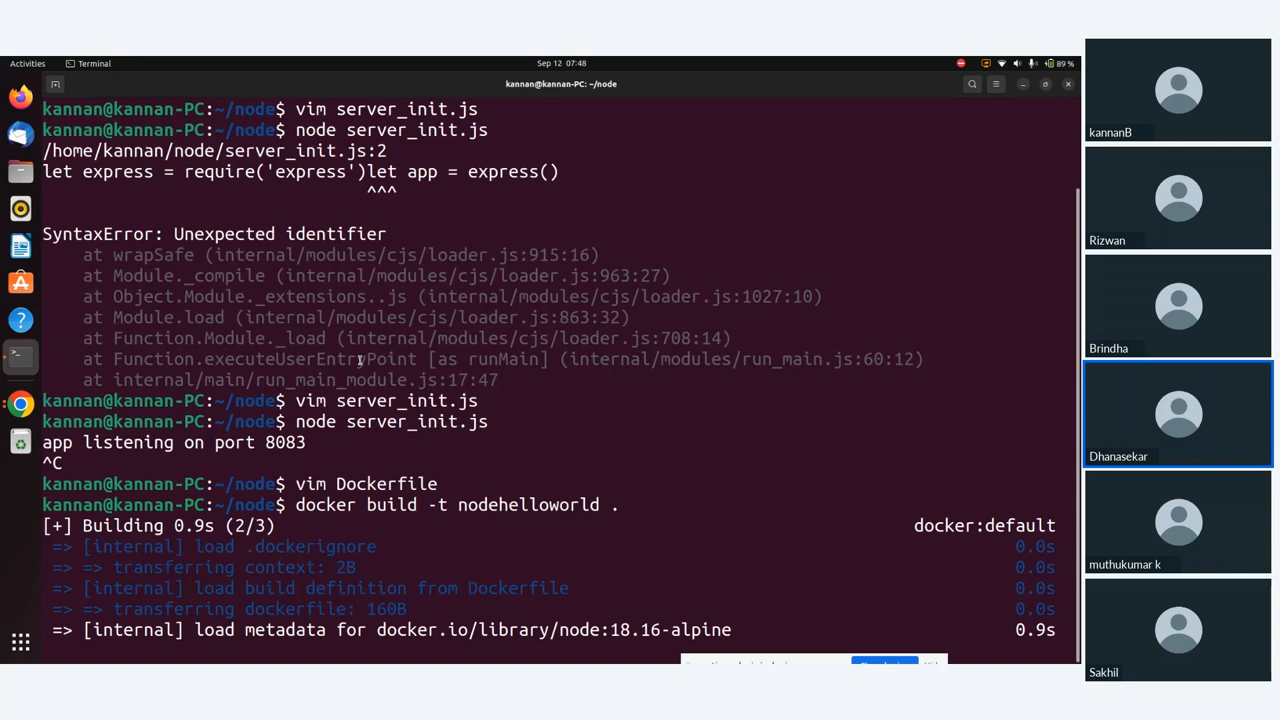 Activities
Terminal
Sep 12 07:48
89 %
kannan@kannan-PC: ~/node
kannan@kannan-PC:~/node$ vim server_init.js
kannan@kannan-PC:~/node$ node server_init.js
/home/kannan/node/server_init.js:2
let express = require('express')let app = express()
^^^
SyntaxError: Unexpected identifier
at wrapSafe (internal/modules/cjs/loader.js:915:16)
at Module._compile (internal/modules/cjs/loader.js:963:27)
at Object.Module._extensions..js (internal/modules/cjs/loader.js:1027:10)
at Module.load (internal/modules/cjs/loader.js:863:32)
at Function.Module._load (internal/modules/cjs/loader.js:708:14)
at Function.executeUserEntryPoint [as runMain] (internal/modules/run_main.js:60:12)
at internal/main/run_main_module.js:17:47
kannan@kannan-PC:~/node$ vim server_init.js
kannan@kannan-PC:~/node$ node server_init.js
app listening on port 8083
^C
kannan@kannan-PC:~/node$ vim Dockerfile
kannan@kannan-PC:~/node$ docker build -t nodehelloworld .
[+] Building 0.9s (2/3) docker:default
=> [internal] load .dockerignore 0.0s
=> => transferring context: 2B 0.0s
=> [internal] load build definition from Dockerfile 0.0s
=> => transferring dockerfile: 160B 0.0s
=> [internal] load metadata for docker.io/library/node:18.16-alpine 0.9s
kannanB
Rizwan
Brindha
Dhanasekar
muthukumar k
Sakhil